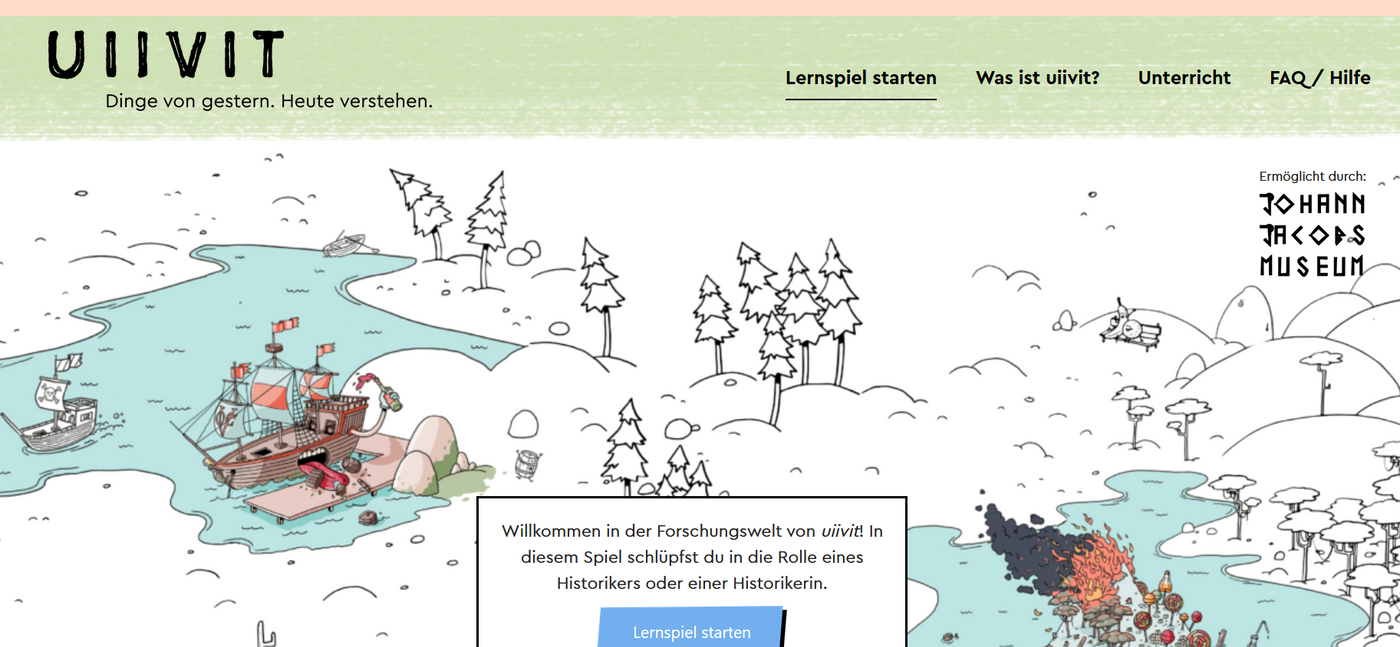 UIIVIT
Dinge von gestern. Heute verstehen.
Lernspiel starten
Was ist uiivit?
Unterricht
FAQ / Hilfe
Ermöglicht durch:
JOHANN
JACOBS
MUSEUM
Willkommen in der Forschungswelt von uiivit! In
diesem Spiel schlüpfst du in die Rolle eines
Historikers oder einer Historikerin.
Lernspiel starten